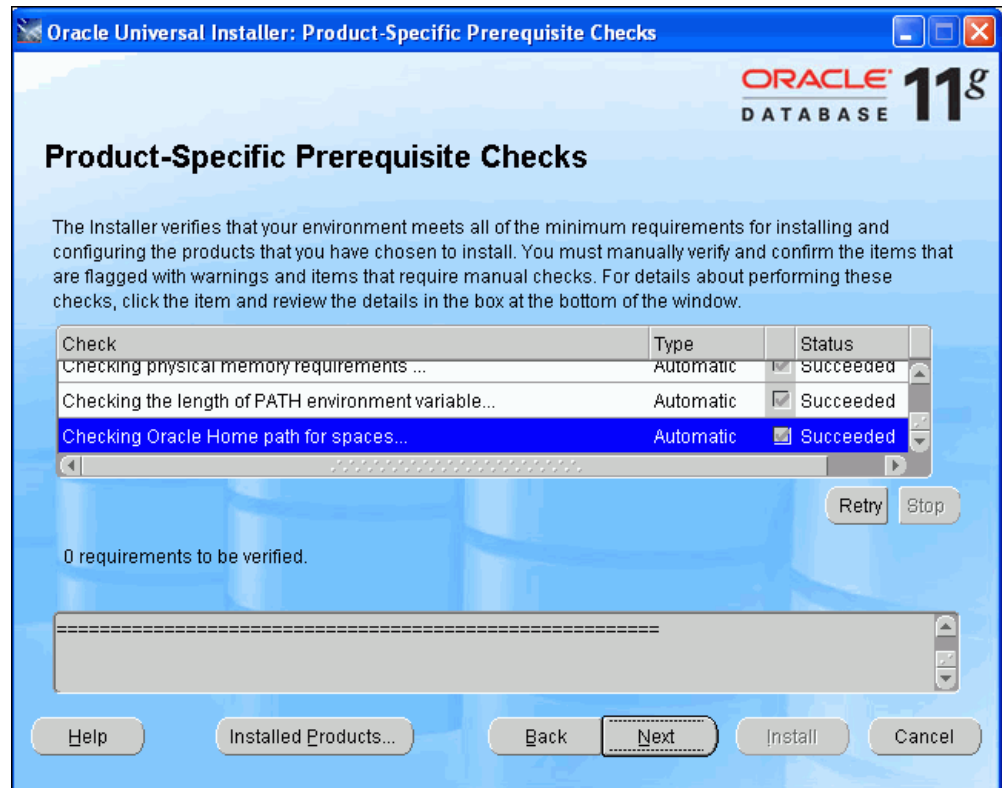 Oracle Universal Installer: Product-Specific Prerequisite Checks
ORACLE 11g
DATABASE
Product-Specific Prerequisite Checks
The Installer verifies that your environment meets all of the minimum requirements for installing and
configuring the products that you have chosen to install. You must manually verify and confirm the items that
are flagged with warnings and items that require manual checks. For details about performing these
checks, click the item and review the details in the box at the bottom of the window.
Check Type Status
Checking physical memory requirements ... Automatic Succeeded
Checking the length of PATH environment variable... Automatic Succeeded
Checking Oracle Home path for spaces... Automatic Succeeded
Retry Stop
0 requirements to be verified.
========================================================
Help Installed Products... Back Next Install Cancel